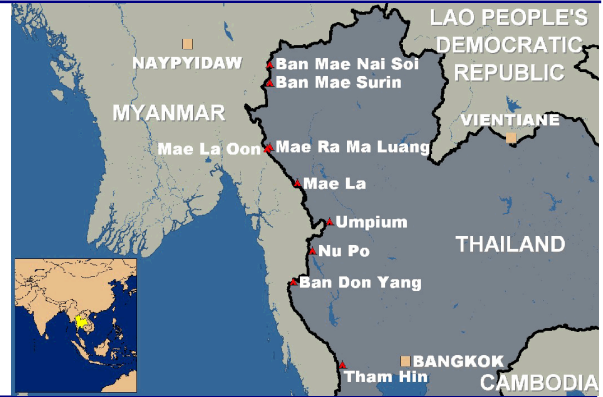 LAO PEOPLE'S
DEMOCRATIC
REPUBLIC
NAYPYIDAW
Ban Mae Nai Soi
Ban Mae Surin
MYANMAR
VIENTIANE
Mae La Oon
Mae Ra Ma Luang
Mae La
Umpium
THAILAND
Nu Po
Ban Don Yang
BANGKOK
Tham Hin
CAMBODIA